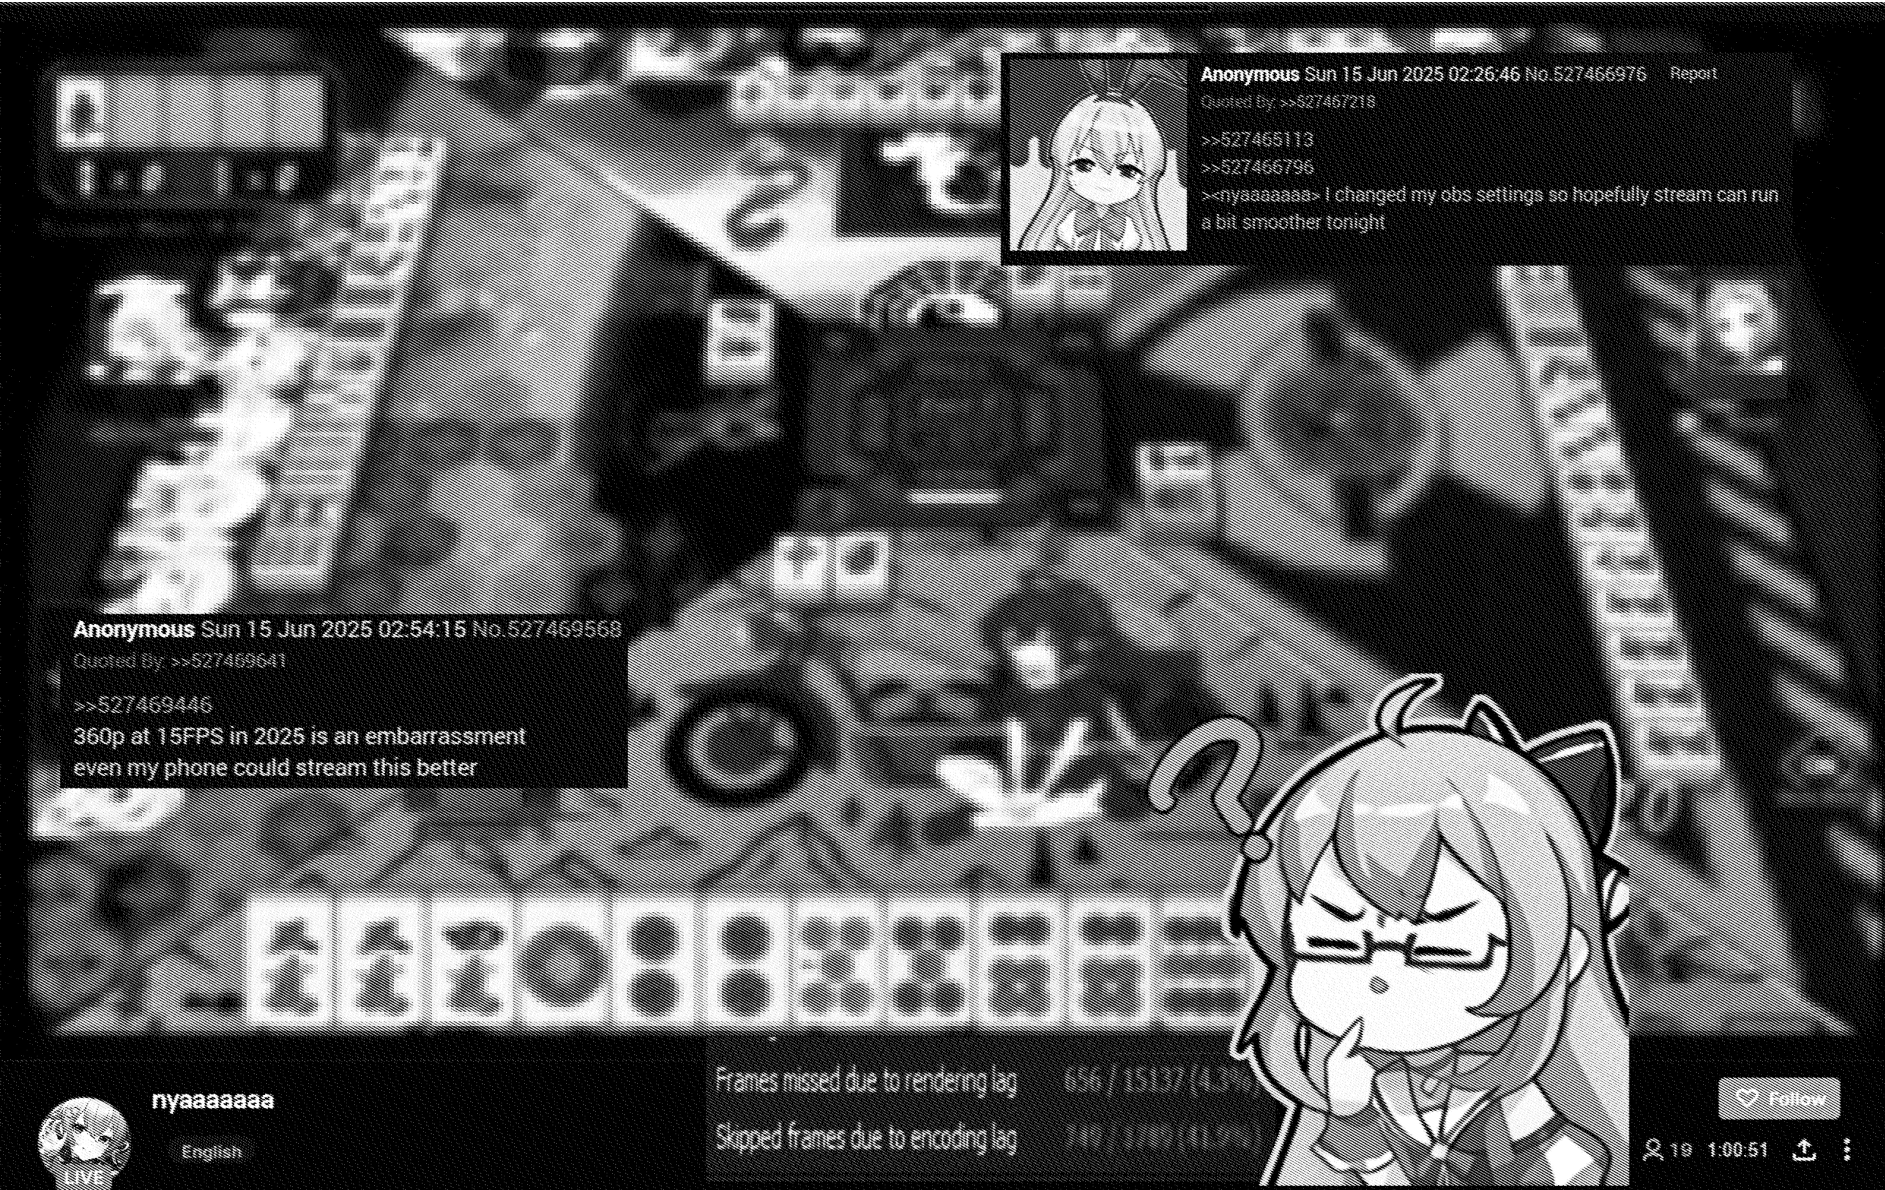 Anonymous Sun 15 Jun 2025 02:26:46 No.527466976 Report
Quoted By: >>527467218
>>527465113
>>527466796
><nyaaaaaaa> I changed my obs settings so hopefully stream can run
a bit smoother tonight
Anonymous Sun 15 Jun 2025 02:54:15 No.527469568
Quoted By: >>527469641
>>527469446
360p at 15FPS in 2025 is an embarrassment
even my phone could stream this better
Frames missed due to rendering lag 656 / 15137 (4.3%)
Skipped frames due to encoding lag
nyaaaaaaa
English
LIVE
Follow
19 1:00:51